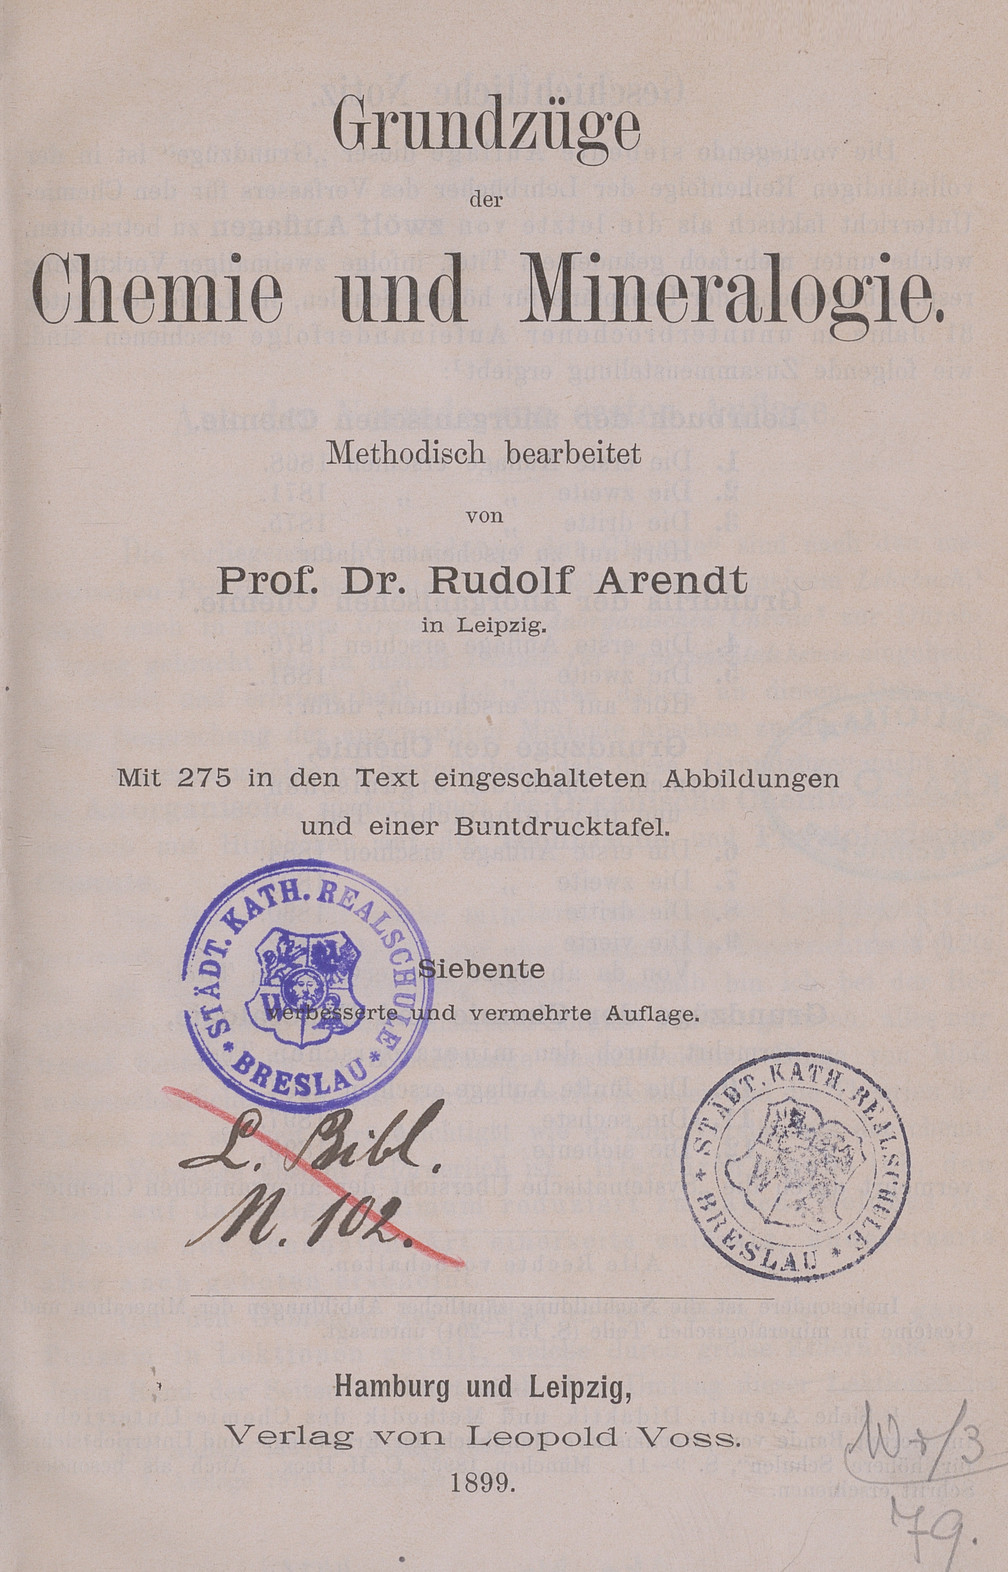 Grundzüge
der
Chemie und Mineralogie.
Methodisch bearbeitet
von
Prof. Dr. Rudolf Arendt
in Leipzig.
Mit 275 in den Text eingeschalteten Abbildungen
und einer Buntdrucktafel.
STÄDT. KATH. REALSCHULE
* BRESLAU *
Siebente
verbesserte und vermehrte Auflage.
L. Bibl.
N. 102.
STÄDT. KATH. REALSCHULE
* BRESLAU *
Hamburg und Leipzig,
Verlag von Leopold Voss.
1899.
79.